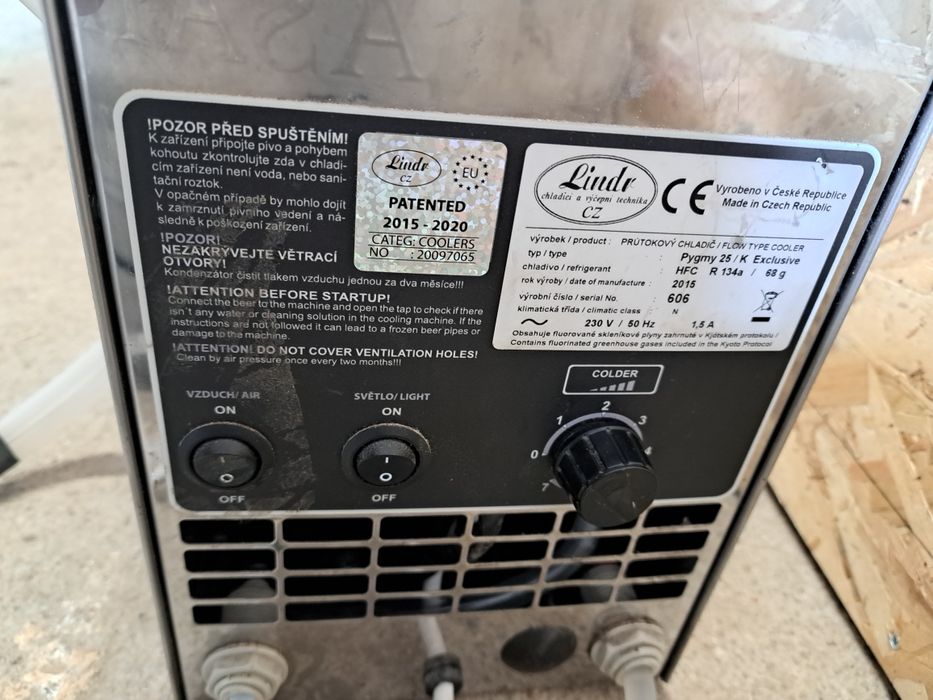 !POZOR PŘED SPUŠTĚNÍM!
K zařízení připojte pivo a pohybem
kohoutu zkontrolujte zda v chladi-
cím zařízení není voda, nebo sani-
tační roztok.
V opačném případě by mohlo dojít
k zamrznutí pivního vedení a ná-
sledně k poškození zařízení.
!POZOR!
NEZAKRÝVEJTE VĚTRACÍ
OTVORY!
Kondenzátor čistit tlakem vzduchu jednou za dva měsíce!!!
!ATTENTION BEFORE STARTUP!
Connect the beer to the machine and open the tap to check if there
isn´t any water or cleaning solution in the cooling machine. If the
instructions are not followed it can lead to a frozen beer pipes or
damage to the machine.
!ATTENTION! DO NOT COVER VENTILATION HOLES!
Clean by air pressure once every two months!!!
Lindr
CZ
EU
PATENTED
2015 - 2020
CATEG: COOLERS
NO : 20097065
Lindr
chladící a výčepní technika
CZ
CE
Vyrobeno v České Republice
Made in Czech Republic
výrobek / product : PRŮTOKOVÝ CHLADIČ / FLOW TYPE COOLER
typ / type : Pygmy 25 / K Exclusive
chladivo / refrigerant : HFC R 134a / 68 g
rok výroby / date of manufacture : 2015
výrobní číslo / serial No. : 606
klimatická třída / climatic class : N
230 V / 50 Hz 1,5 A
Obsahuje fluorované skleníkové plyny zahrnuté v Kjótském protokolu /
Contains fluorinated greenhouse gases included in the Kyoto Protocol
COLDER
VZDUCH/ AIR
ON
OFF
SVĚTLO/ LIGHT
ON
OFF
0 1 2 3 4 7